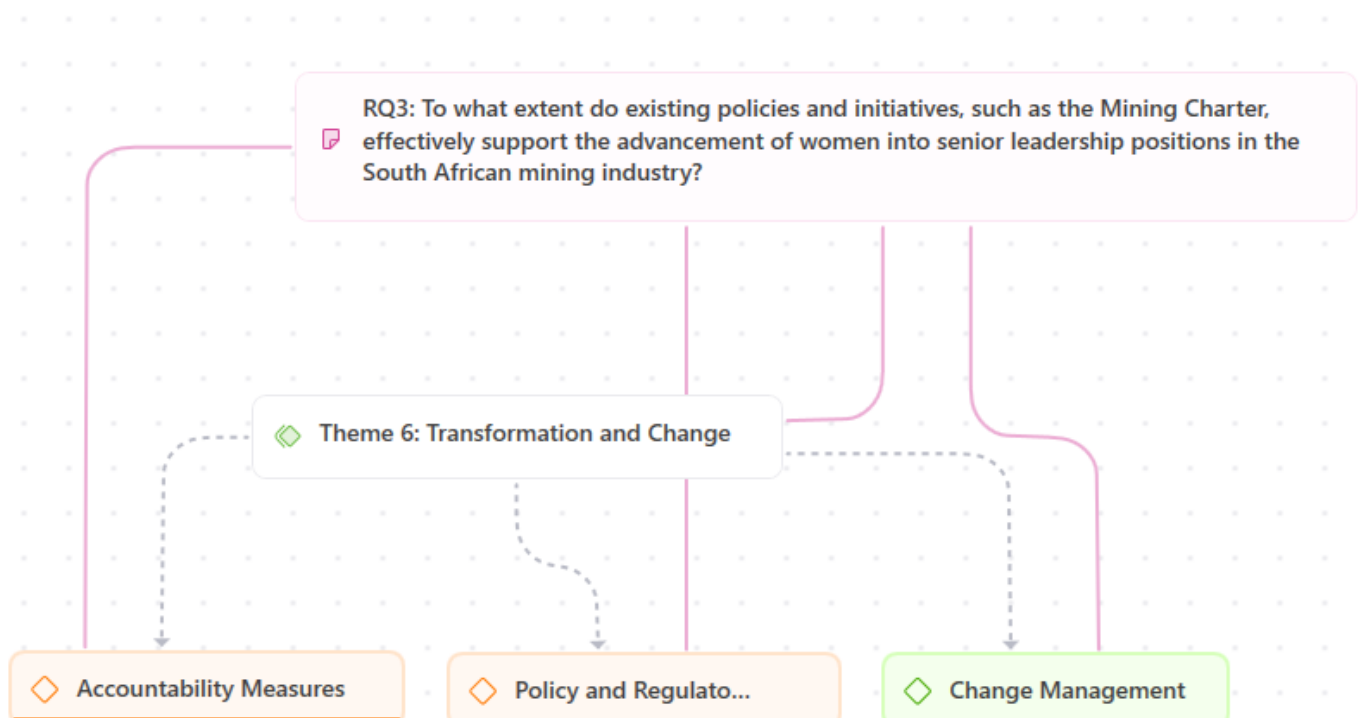 RQ3: To what extent do existing policies and initiatives, such as the Mining Charter,
effectively support the advancement of women into senior leadership positions in the
South African mining industry?
Theme 6: Transformation and Change
Accountability Measures
Policy and Regulato...
Change Management